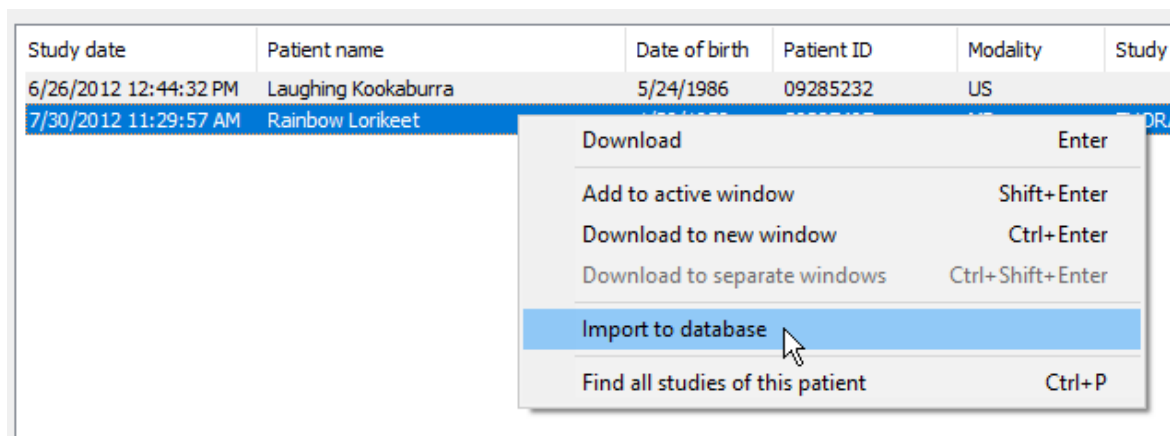 Study date Patient name Date of birth Patient ID Modality Study
6/26/2012 12:44:32 PM Laughing Kookaburra 5/24/1986 09285232 US
7/30/2012 11:29:57 AM Rainbow Lorikeet
Download Enter
Add to active window Shift+Enter
Download to new window Ctrl+Enter
Download to separate windows Ctrl+Shift+Enter
Import to database
Find all studies of this patient Ctrl+P